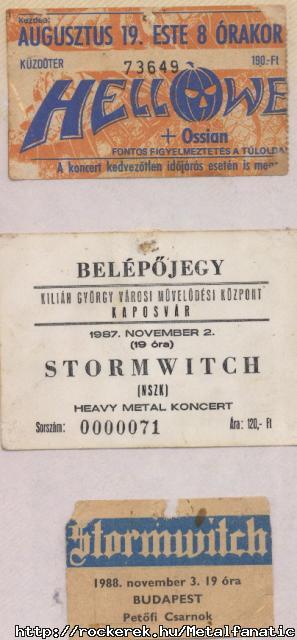 Kezdés:
AUGUSZTUS 19. ESTE 8 ÓRAKOR
KÜZDŐTÉR 73649 190.-Ft
HELLOWE
+ Ossian
FONTOS FIGYELMEZTETÉS A TÚLOLDA
A koncert kedvezőtlen időjárás esetén is me
BELÉPŐJEGY
KILIÁN GYÖRGY VÁROSI MŰVELŐDÉSI KÖZPONT
KAPOSVÁR
1987. NOVEMBER 2.
(19 óra)
STORMWITCH
(NSZK)
HEAVY METAL KONCERT
Sorszám: 0000071 Ára: 120,- Ft
Stormwitch
1988. november 3. 19 óra
BUDAPEST
Petőfi Csarnok
http://rockerek.hu/Metalfanatic